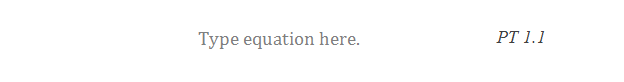 Type equation here. PT 1.1